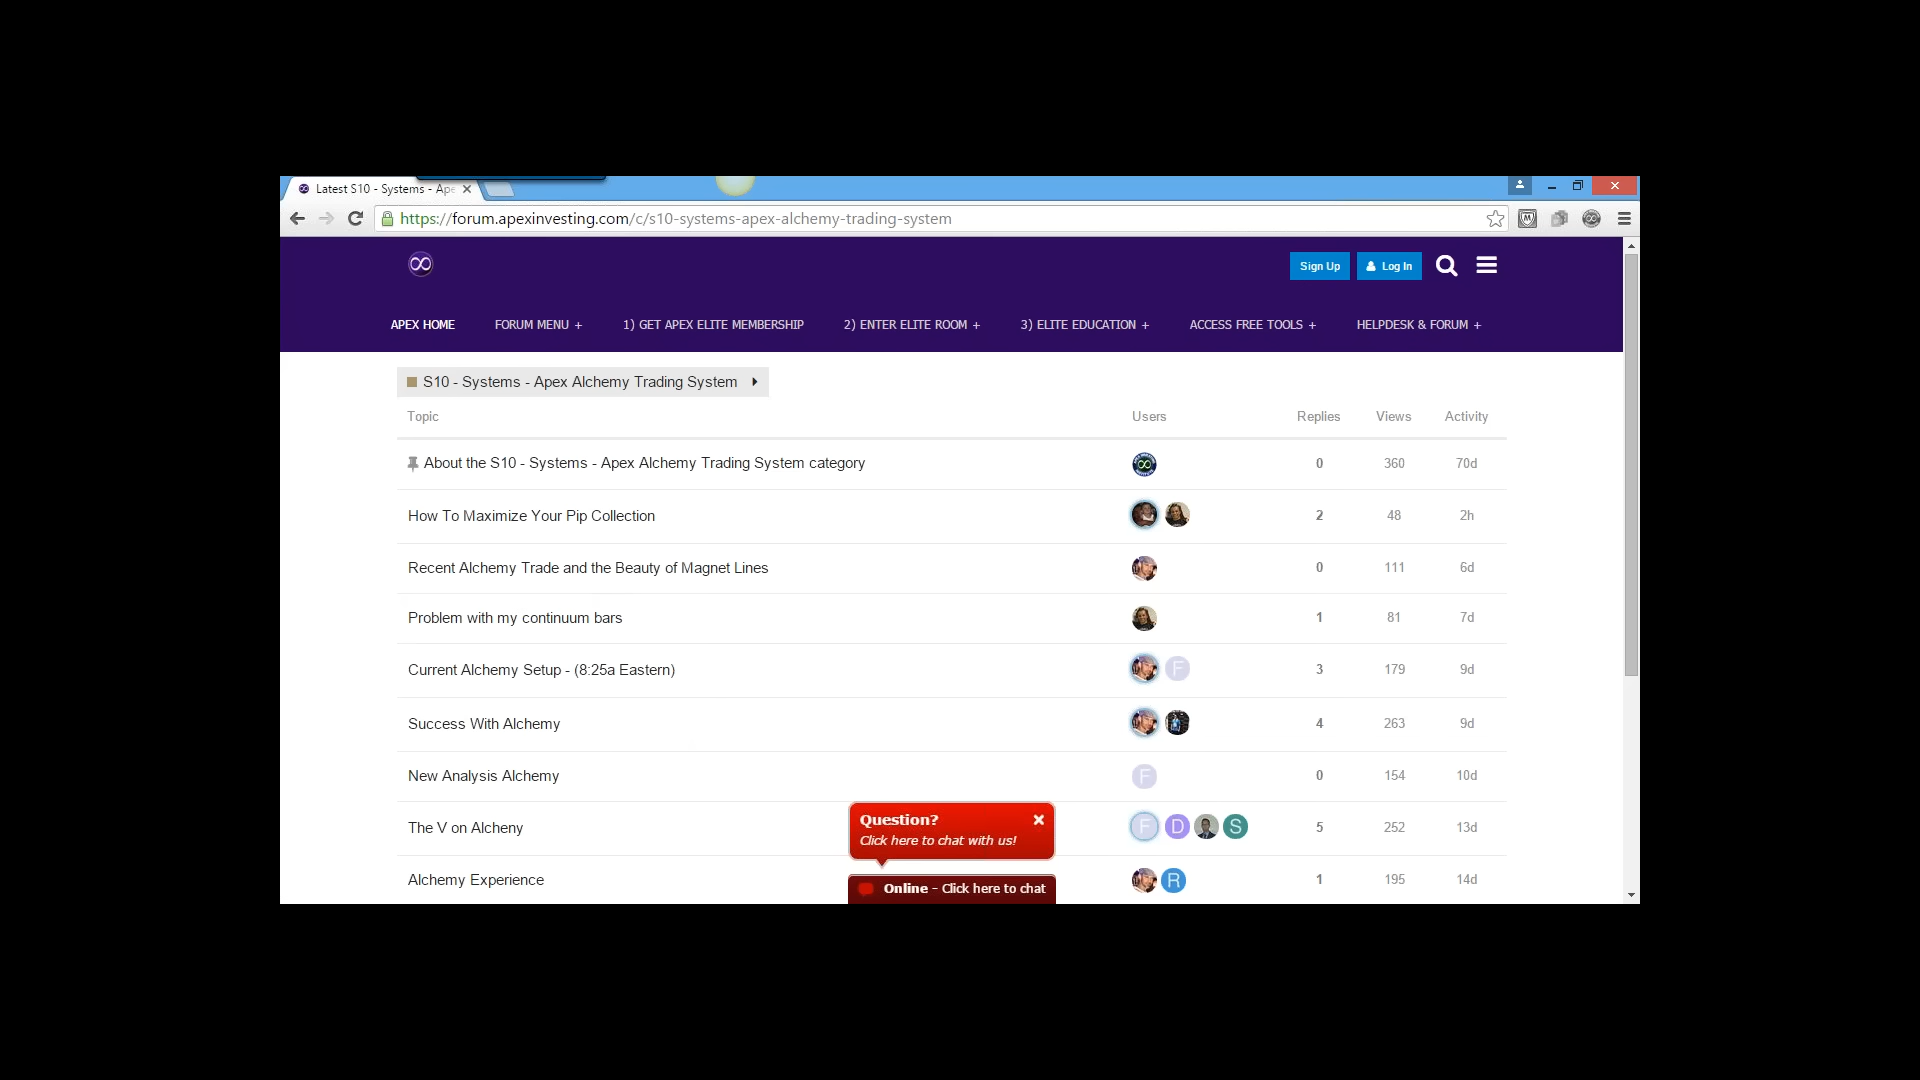 Latest S10 - Systems - Ape
https://forum.apexinvesting.com/c/s10-systems-apex-alchemy-trading-system
Sign Up Log In
APEX HOME FORUM MENU + 1) GET APEX ELITE MEMBERSHIP 2) ENTER ELITE ROOM + 3) ELITE EDUCATION + ACCESS FREE TOOLS + HELPDESK & FORUM +
S10 - Systems - Apex Alchemy Trading System
Topic Users Replies Views Activity
About the S10 - Systems - Apex Alchemy Trading System category 0 360 70d
How To Maximize Your Pip Collection 2 48 2h
Recent Alchemy Trade and the Beauty of Magnet Lines 0 111 6d
Problem with my continuum bars 1 81 7d
Current Alchemy Setup - (8:25a Eastern) F 3 179 9d
Success With Alchemy 4 263 9d
New Analysis Alchemy F 0 154 10d
The V on Alcheny F D S 5 252 13d
Alchemy Experience R 1 195 14d
Question?
Click here to chat with us!
Online - Click here to chat